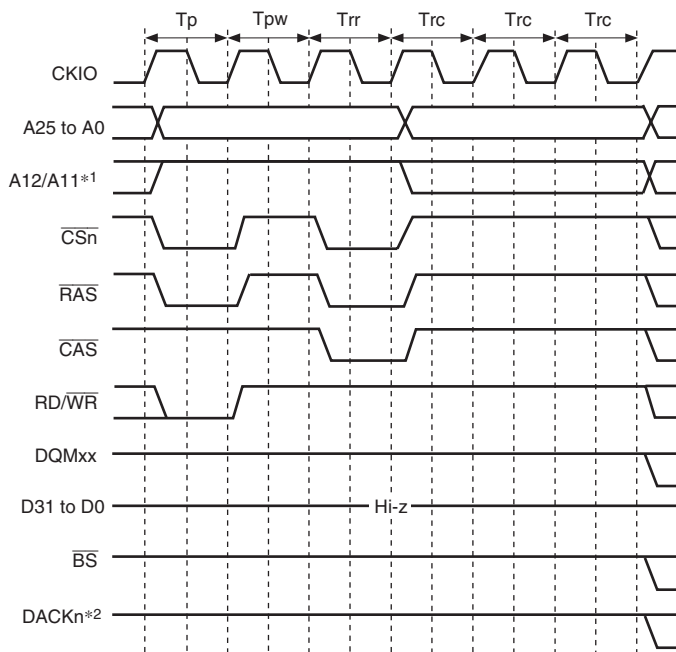 Tp Tpw Trr Trc Trc Trc
CKIO
A25 to A0
A12/A11*1
CSn
RAS
CAS
RD/WR
DQMxx
D31 to D0 Hi-z
BS
DACKn*2